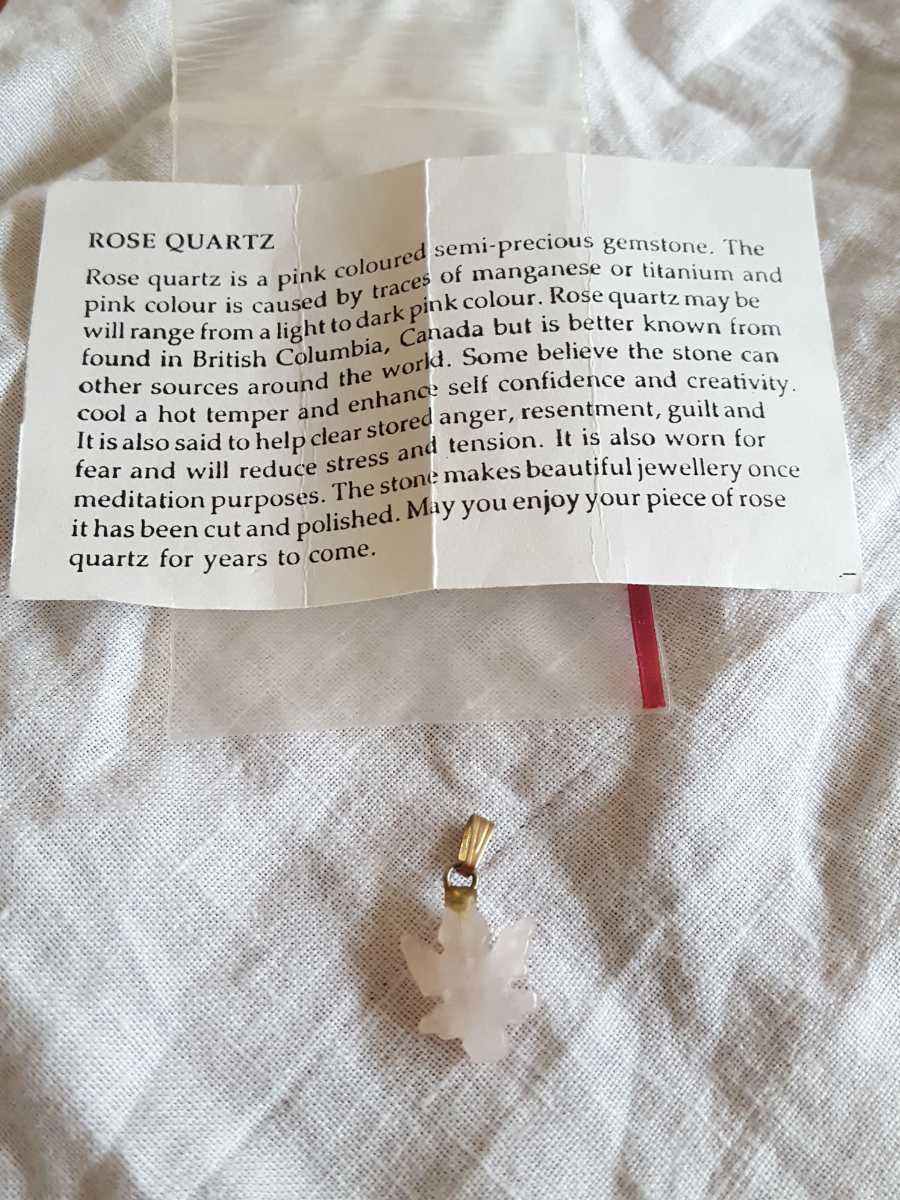 ROSE QUARTZ
Rose quartz is a pink coloured semi-precious gemstone. The
pink colour is caused by traces of manganese or titanium and
will range from a light to dark pink colour. Rose quartz may be
found in British Columbia, Canada but is better known from
other sources around the world. Some believe the stone can
cool a hot temper and enhance self confidence and creativity.
It is also said to help clear stored anger, resentment, guilt and
fear and will reduce stress and tension. It is also worn for
meditation purposes. The stone makes beautiful jewellery once
it has been cut and polished. May you enjoy your piece of rose
quartz for years to come.